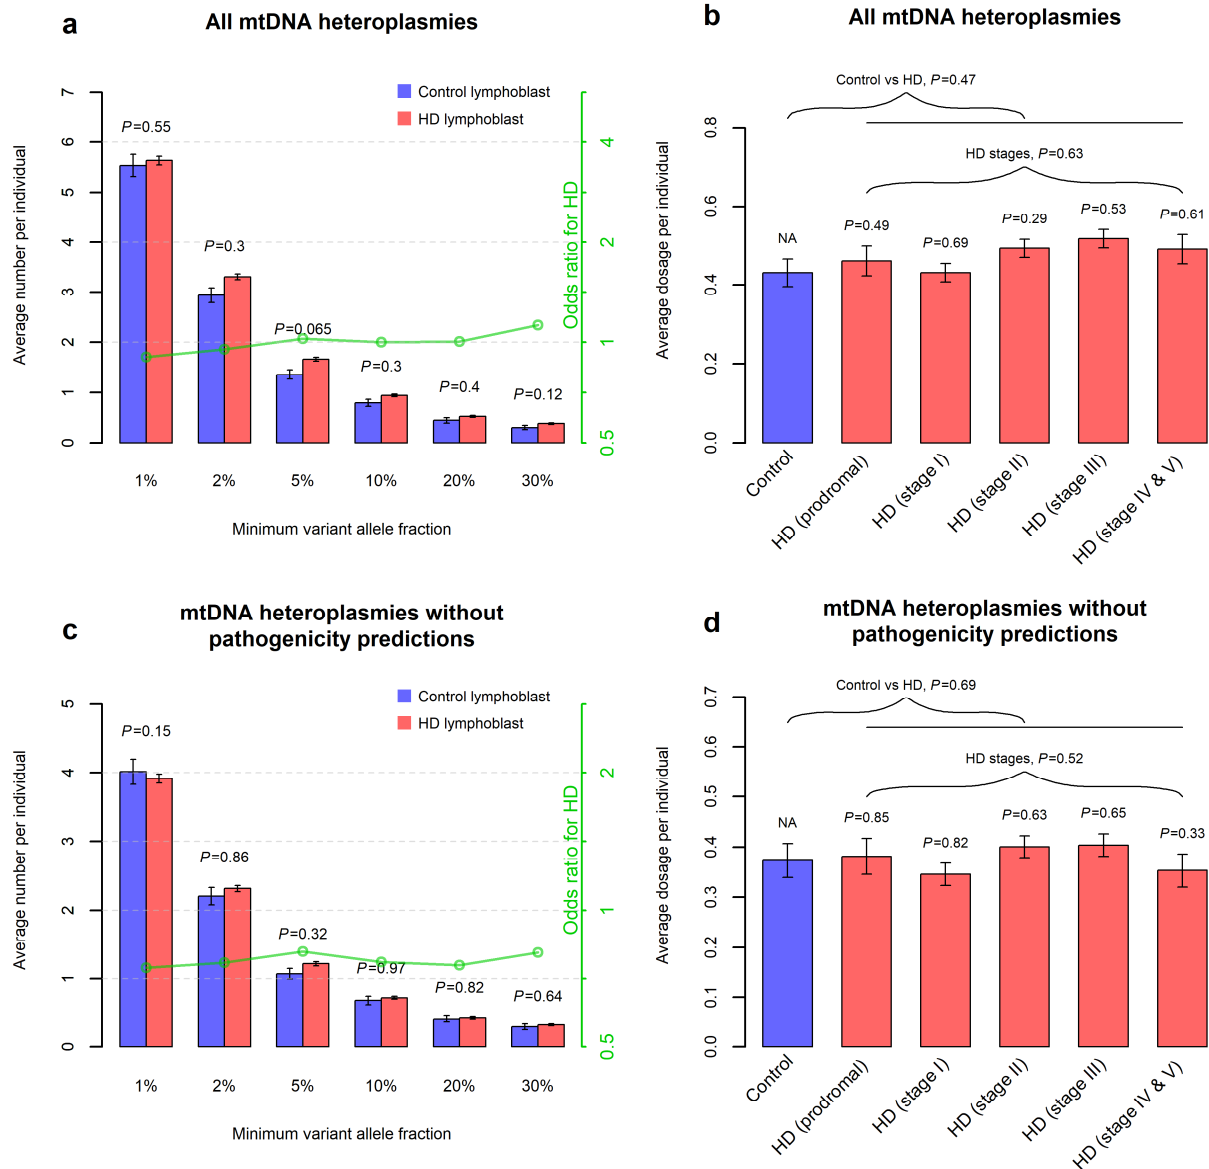 a
All mtDNA heteroplasmies
Control lymphoblast
HD lymphoblast
Average number per individual
7
6
5
4
3
2
1
0
P=0.55
P=0.3
P=0.065
P=0.3
P=0.4
P=0.12
4
2
1
0.5
Odds ratio for HD
1%
2%
5%
10%
20%
30%
Minimum variant allele fraction
b
All mtDNA heteroplasmies
Control vs HD, P=0.47
HD stages, P=0.63
Average dosage per individual
0.8
0.6
0.4
0.2
0.0
NA
P=0.49
P=0.69
P=0.29
P=0.53
P=0.61
Control
HD (prodromal)
HD (stage I)
HD (stage II)
HD (stage III)
HD (stage IV & V)
c
mtDNA heteroplasmies without
pathogenicity predictions
Control lymphoblast
HD lymphoblast
Average number per individual
5
4
3
2
1
0
P=0.15
P=0.86
P=0.32
P=0.97
P=0.82
P=0.64
2
1
0.5
Odds ratio for HD
1%
2%
5%
10%
20%
30%
Minimum variant allele fraction
d
mtDNA heteroplasmies without
pathogenicity predictions
Control vs HD, P=0.69
HD stages, P=0.52
Average dosage per individual
0.7
0.6
0.5
0.4
0.3
0.2
0.1
0.0
NA
P=0.85
P=0.82
P=0.63
P=0.65
P=0.33
Control
HD (prodromal)
HD (stage I)
HD (stage II)
HD (stage III)
HD (stage IV & V)